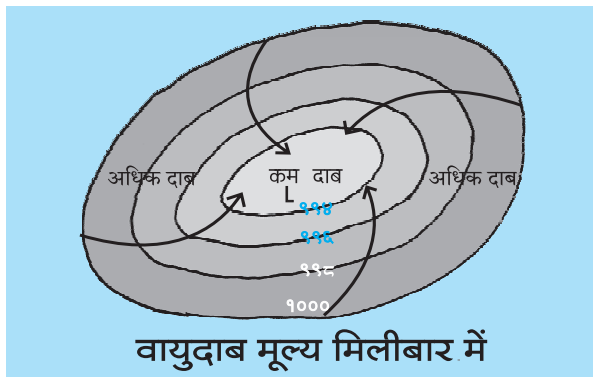 अधिक दाब
कम दाब
अधिक दाब
L
९९४
९९६
९९८
१०००
वायुदाब मूल्य मिलीबार में